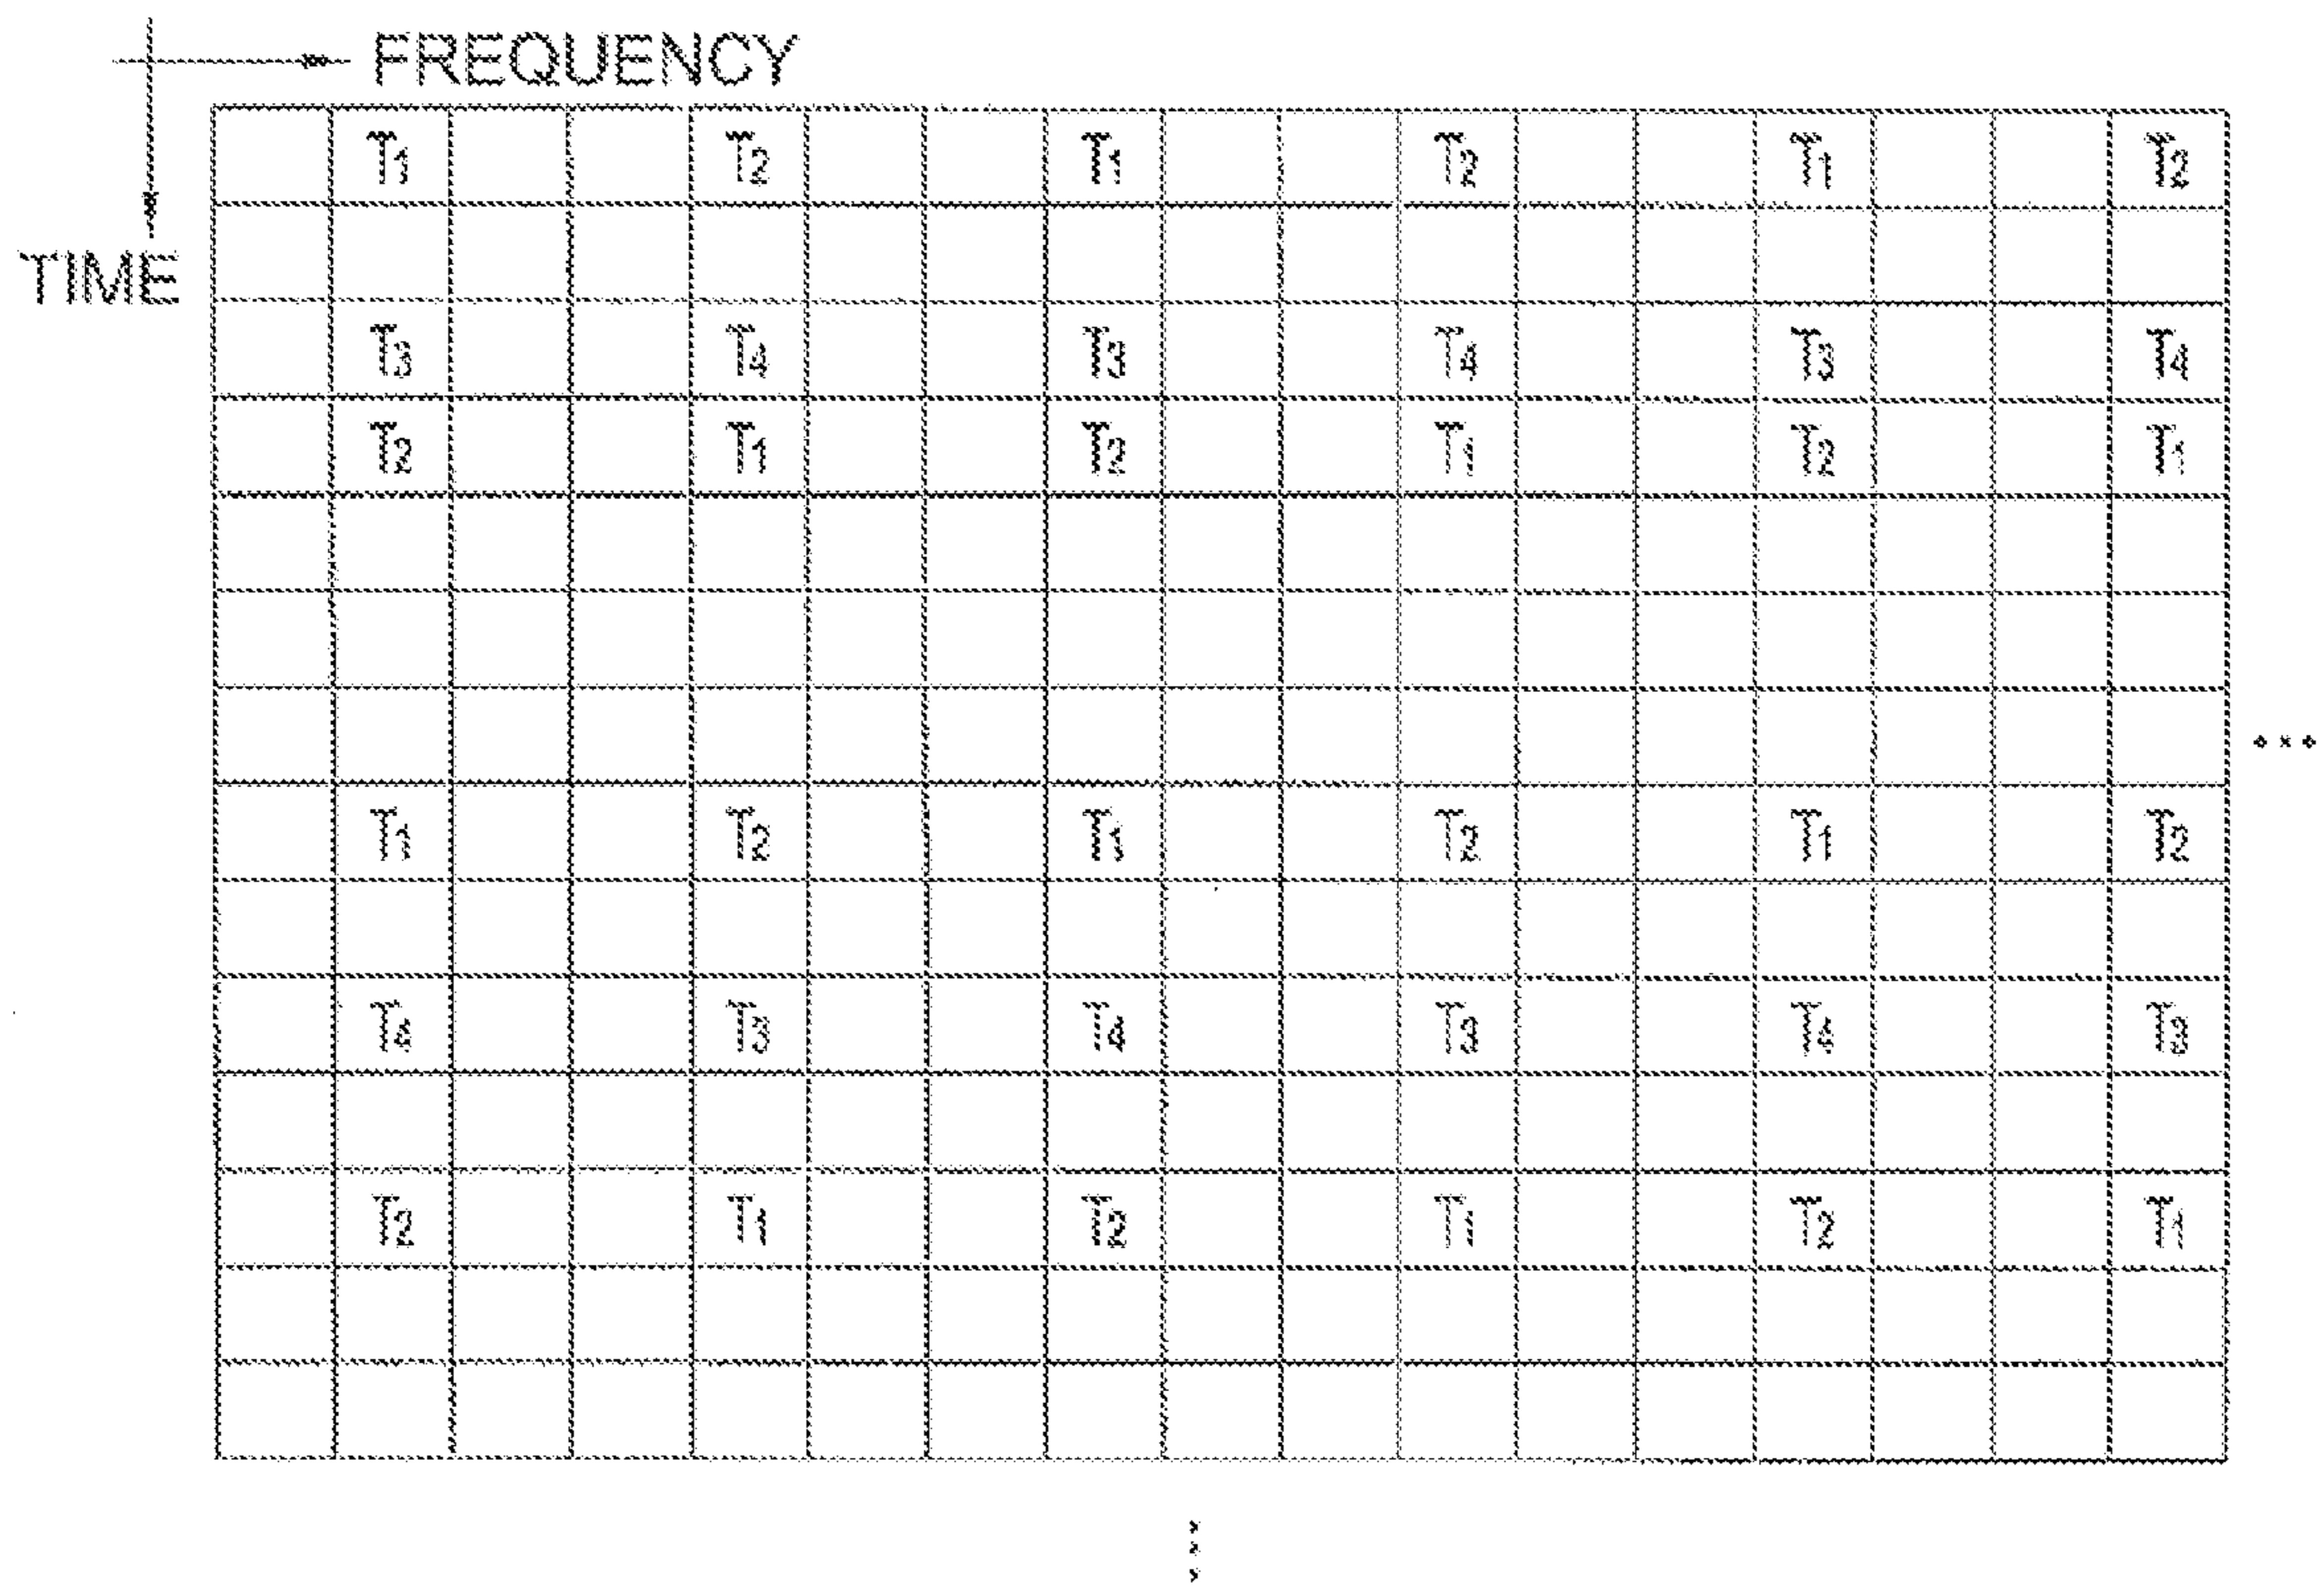 FREQUENCY
TIME
T1 T2 T1 T2 T1 T2
T3 T4 T3 T4 T3 T4
T2 T1 T2 T1 T2 T1
...
T1 T2 T1 T2 T1 T2
T4 T3 T4 T3 T4 T3
T2 T1 T2 T1 T2 T1